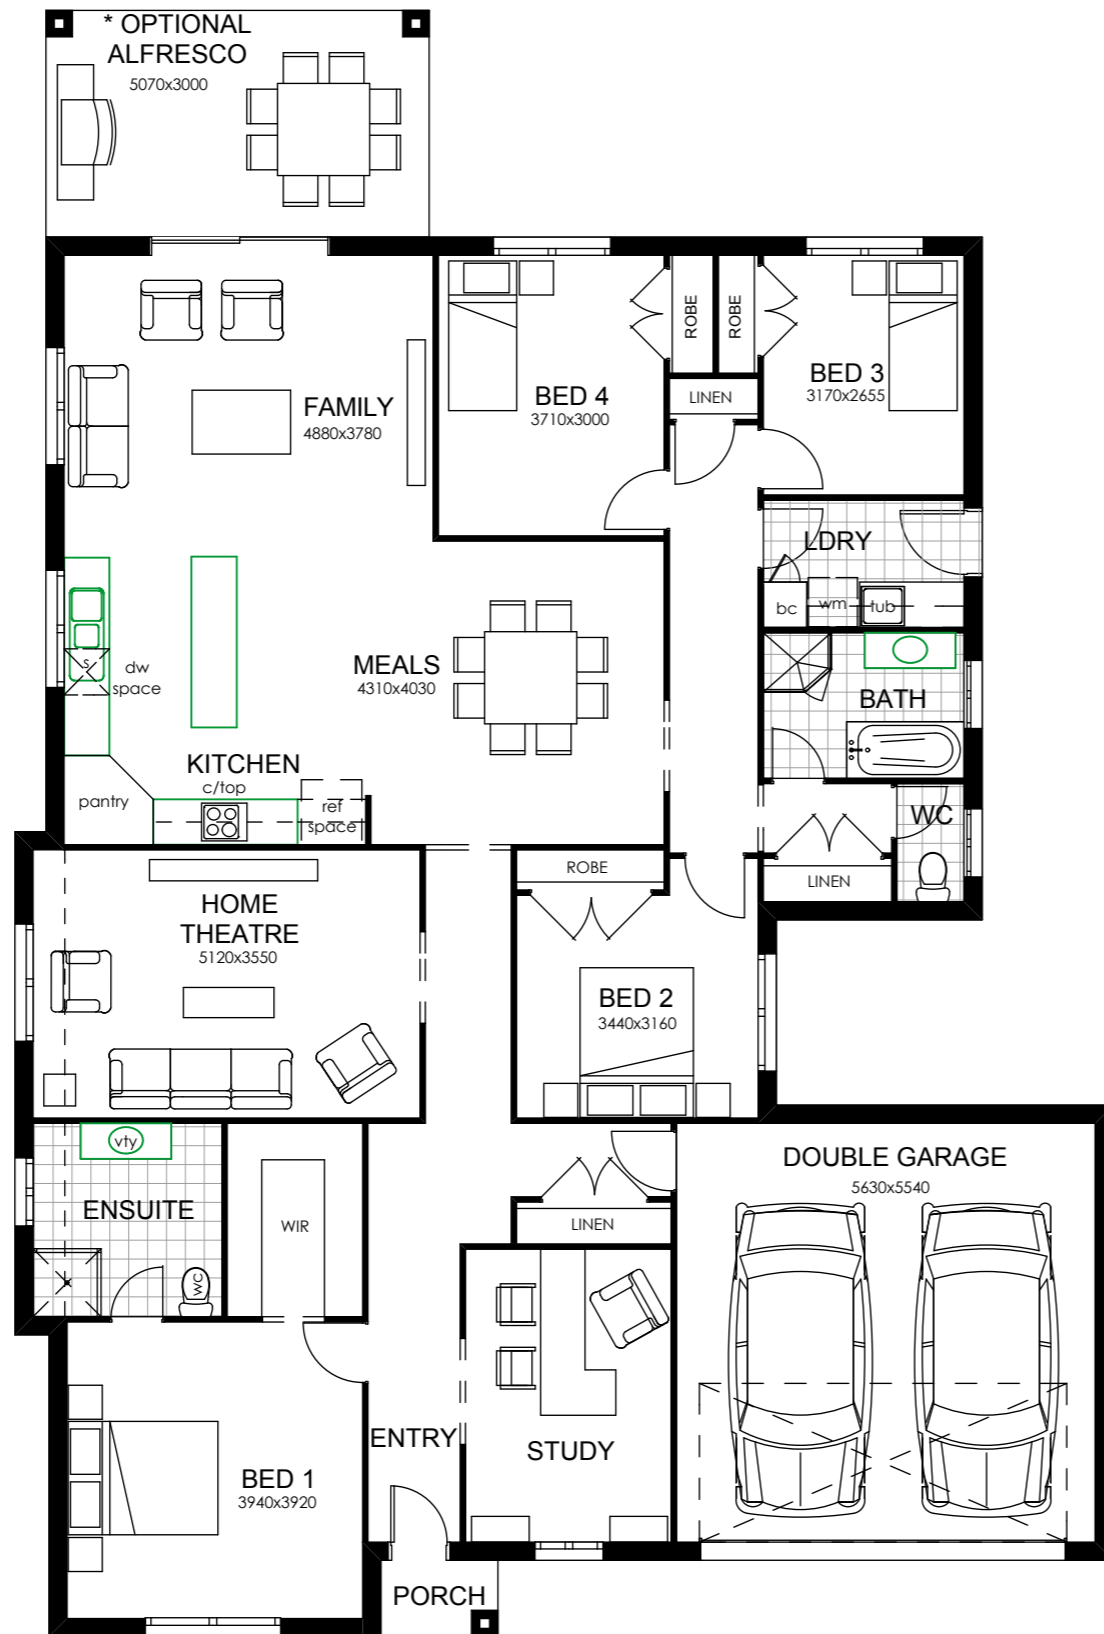 * OPTIONAL
ALFRESCO
5070x3000
FAMILY
4880x3780
BED 4
3710x3000
ROBE
ROBE
LINEN
BED 3
3170x2655
LDRY
bc
wm
tub
s
dw
space
MEALS
4310x4030
BATH
KITCHEN
c/top
pantry
ref
space
WC
LINEN
HOME
THEATRE
5120x3550
ROBE
BED 2
3440x3160
vty
ENSUITE
WC
WIR
LINEN
DOUBLE GARAGE
5630x5540
ENTRY
STUDY
BED 1
3940x3920
PORCH